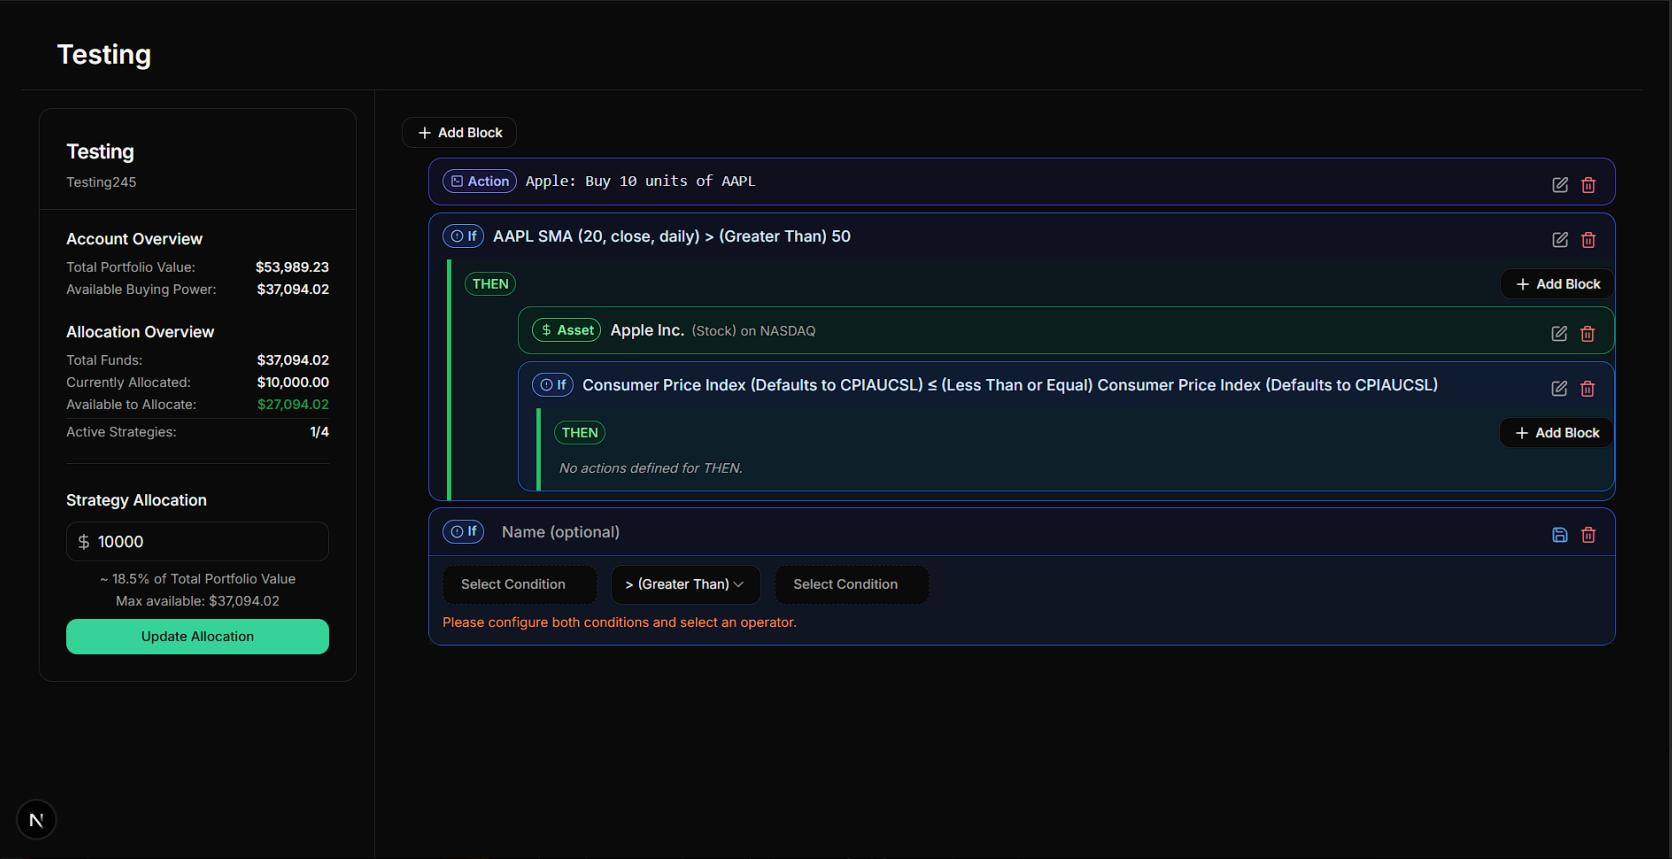 Testing
Testing
Testing245
Account Overview
Total Portfolio Value: $53,989.23
Available Buying Power: $37,094.02
Allocation Overview
Total Funds: $37,094.02
Currently Allocated: $10,000.00
Available to Allocate: $27,094.02
Active Strategies: 1/4
Strategy Allocation
$ 10000
~ 18.5% of Total Portfolio Value
Max available: $37,094.02
Update Allocation
N
+ Add Block
Action Apple: Buy 10 units of AAPL
If AAPL SMA (20, close, daily) > (Greater Than) 50
THEN + Add Block
$ Asset Apple Inc. (Stock) on NASDAQ
If Consumer Price Index (Defaults to CPIAUCSL) ≤ (Less Than or Equal) Consumer Price Index (Defaults to CPIAUCSL)
THEN + Add Block
No actions defined for THEN.
If Name (optional)
Select Condition > (Greater Than) Select Condition
Please configure both conditions and select an operator.